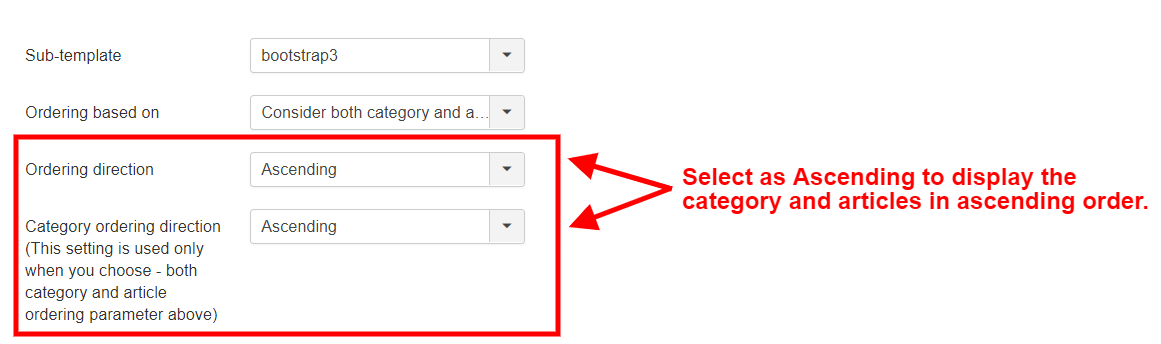 Sub-template
bootstrap3
Ordering based on
Consider both category and a...
Ordering direction
Ascending
Category ordering direction
(This setting is used only
when you choose - both
category and article
ordering parameter above)
Ascending
Select as Ascending to display the
category and articles in ascending order.